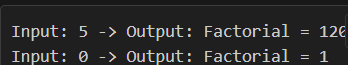 Input: 5 -> Output: Factorial = 120
Input: 0 -> Output: Factorial = 1